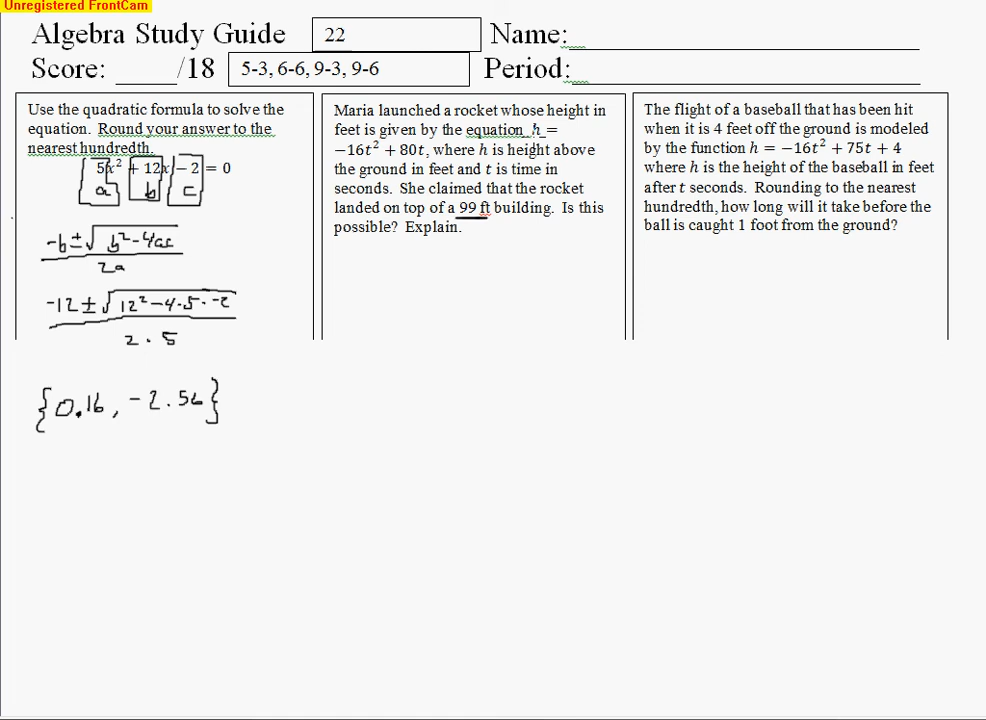 Unregistered FrontCam
Algebra Study Guide 22 Name:
Score: ____/18 5-3, 6-6, 9-3, 9-6 Period:
Use the quadratic formula to solve the
equation. Round your answer to the
nearest hundredth.
5x² + 12x − 2 = 0
a b c
-b ± √b² - 4ac
2a
-12 ± √12² - 4 · 5 · -2
2 · 5
{0.16, -2.56}
Maria launched a rocket whose height in
feet is given by the equation h =
−16t² + 80t, where h is height above
the ground in feet and t is time in
seconds. She claimed that the rocket
landed on top of a 99 ft building. Is this
possible? Explain.
The flight of a baseball that has been hit
when it is 4 feet off the ground is modeled
by the function h = −16t² + 75t + 4
where h is the height of the baseball in feet
after t seconds. Rounding to the nearest
hundredth, how long will it take before the
ball is caught 1 foot from the ground?